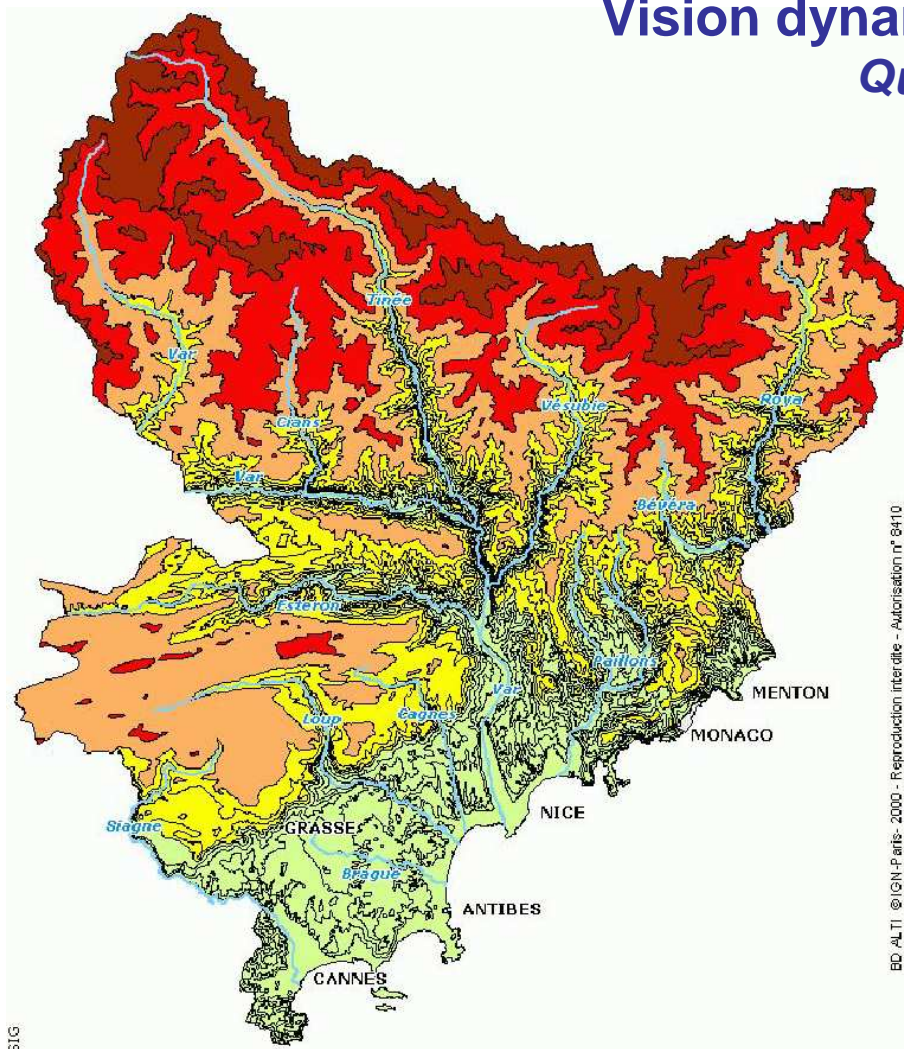 Vision dynam
Qu
Tinée
Var
Cians
Vésubie
Roya
Var
Bévéra
Esteron
Paillons
Var
MENTON
Loup
Cagnes
MONACO
NICE
Siagne
GRASSE
Brague
ANTIBES
CANNES
BD ALTI ©IGN-Paris- 2000 - Reproduction interdite - Autorisation n° 8410
SIG